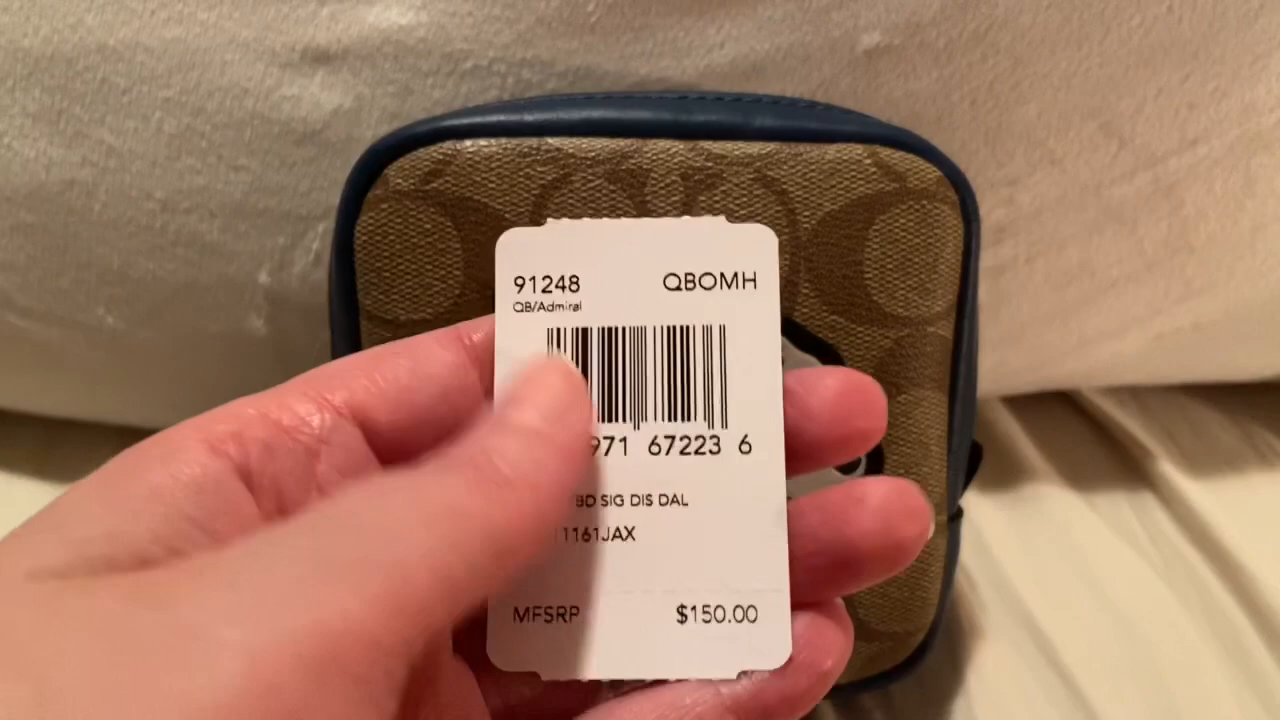 91248 QBOMH
QB/Admiral
971 67223 6
BD SIG DIS DAL
1161JAX
MFSRP $150.00